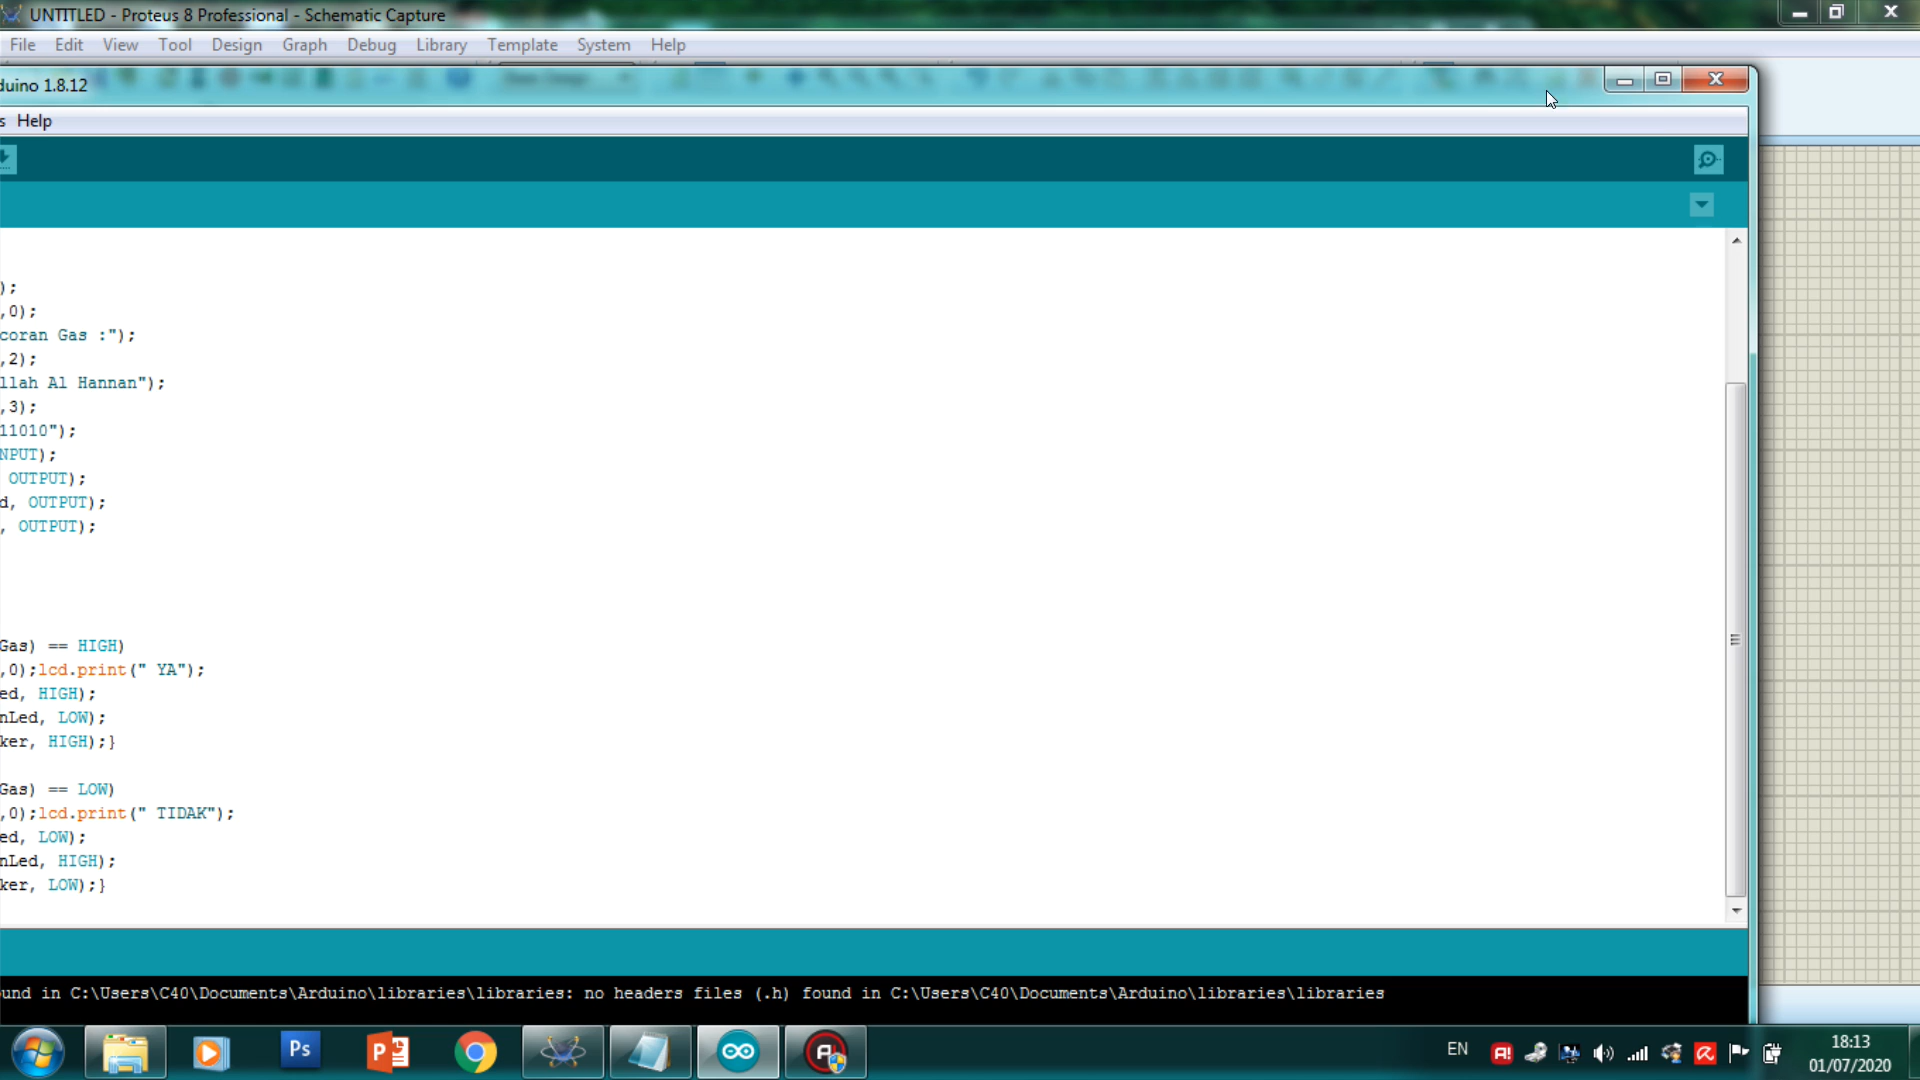 UNTITLED - Proteus 8 Professional - Schematic Capture
File Edit View Tool Design Graph Debug Library Template System Help
duino 1.8.12
s Help
);
,0);
coran Gas :");
,2);
llah Al Hannan");
,3);
11010");
NPUT);
OUTPUT);
d, OUTPUT);
, OUTPUT);
Gas) == HIGH)
,0);lcd.print(" YA");
ed, HIGH);
nLed, LOW);
ker, HIGH);}
Gas) == LOW)
,0);lcd.print(" TIDAK");
ed, LOW);
nLed, HIGH);
ker, LOW);}
ound in C:\Users\C40\Documents\Arduino\libraries\libraries: no headers files (.h) found in C:\Users\C40\Documents\Arduino\libraries\libraries
Ps
EN
18:13
01/07/2020